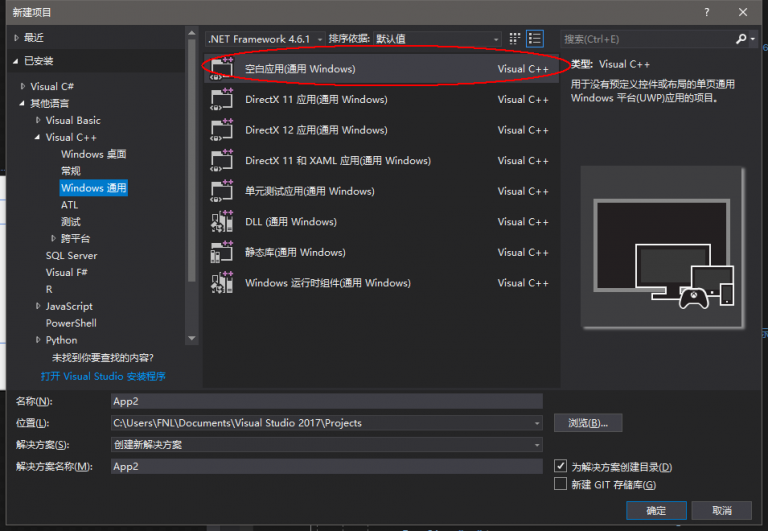 新建项目
最近
已安装
Visual C#
其他语言
Visual Basic
Visual C++
Windows 桌面
常规
Windows 通用
ATL
测试
跨平台
SQL Server
Visual F#
R
JavaScript
PowerShell
Python
未找到你要查找的内容?
打开 Visual Studio 安装程序
.NET Framework 4.6.1 排序依据: 默认值
空白应用(通用 Windows) Visual C++
DirectX 11 应用(通用 Windows) Visual C++
DirectX 12 应用(通用 Windows) Visual C++
DirectX 11 和 XAML 应用(通用 Windows) Visual C++
单元测试应用(通用 Windows) Visual C++
DLL (通用 Windows) Visual C++
静态库(通用 Windows) Visual C++
Windows 运行时组件(通用 Windows) Visual C++
搜索(Ctrl+E)
类型: Visual C++
用于没有预定义控件或布局的单页通用
Windows 平台(UWP)应用的项目。
名称(N): App2
位置(L): C:\Users\FNL\Documents\Visual Studio 2017\Projects 浏览(B)...
解决方案(S): 创建新解决方案
解决方案名称(M): App2
为解决方案创建目录(D)
新建 GIT 存储库(G)
确定 取消